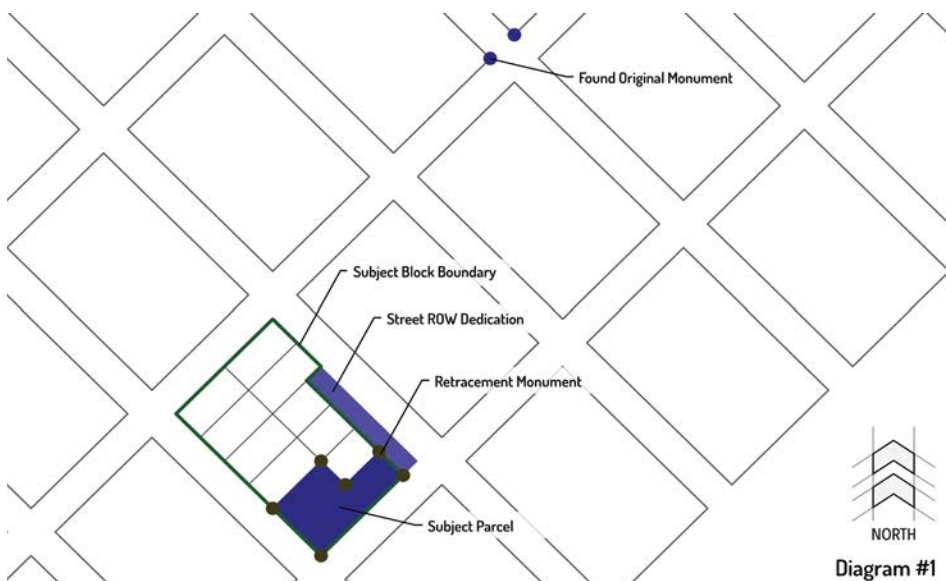 Found Original Monument
Subject Block Boundary
Street ROW Dedication
Retracement Monument
Subject Parcel
NORTH
Diagram #1